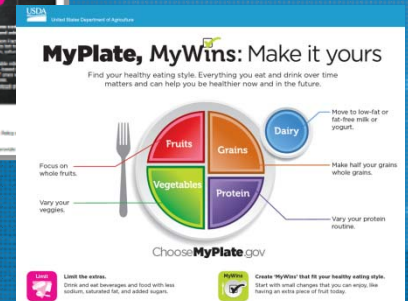 USDA
United States Department of Agriculture
MyPlate, MyWins: Make it yours
Find your healthy eating style. Everything you eat and drink over time
matters and can help you be healthier now and in the future.
Move to low-fat or
fat-free milk or
yogurt.
Dairy
Fruits
Grains
Focus on
whole fruits.
Make half your grains
whole grains.
Vegetables
Protein
Vary your
veggies.
Vary your protein
routine.
ChooseMyPlate.gov
Limit
Limit the extras.
Drink and eat beverages and food with less
sodium, saturated fat, and added sugars.
MyWins
Create 'MyWins' that fit your healthy eating style.
Start with small changes that you can enjoy, like
having an extra piece of fruit today.